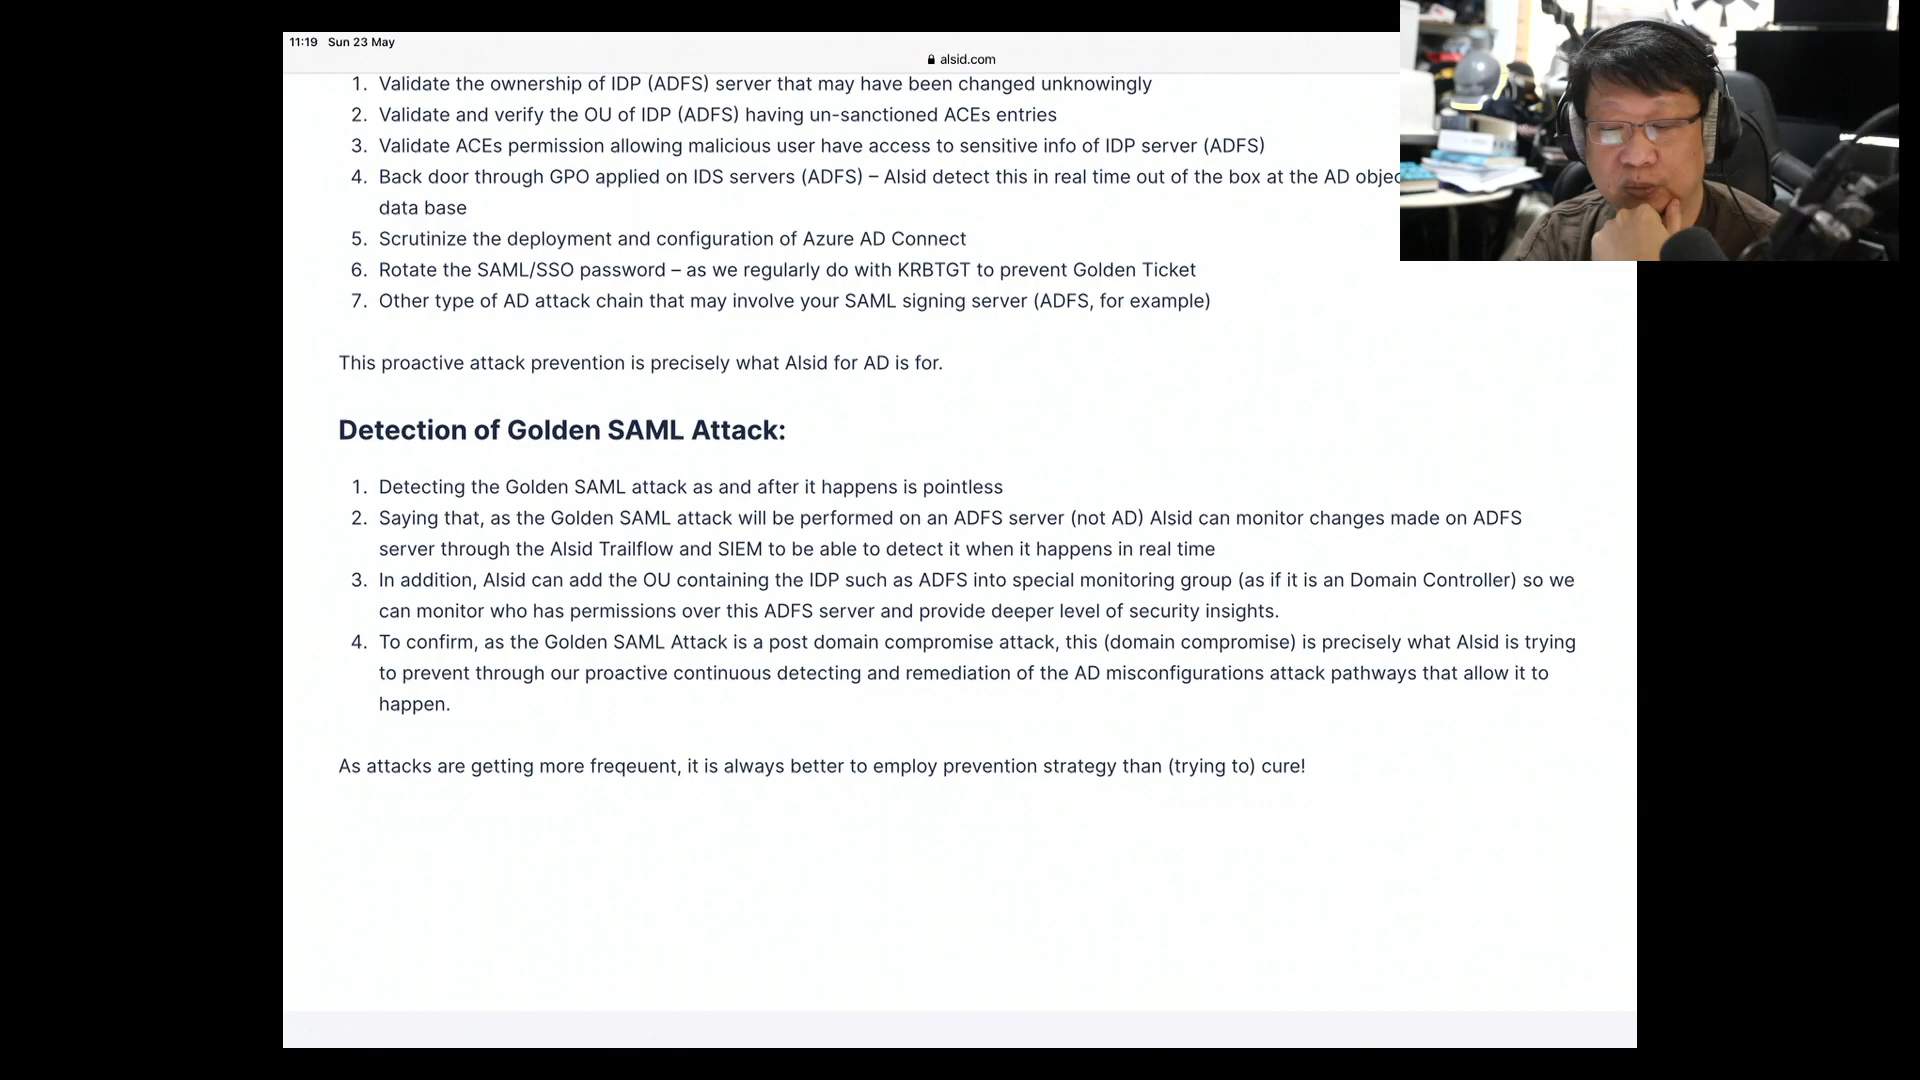 11:19 Sun 23 May
alsid.com
1. Validate the ownership of IDP (ADFS) server that may have been changed unknowingly
2. Validate and verify the OU of IDP (ADFS) having un-sanctioned ACEs entries
3. Validate ACEs permission allowing malicious user have access to sensitive info of IDP server (ADFS)
4. Back door through GPO applied on IDS servers (ADFS) – Alsid detect this in real time out of the box at the AD
data base
5. Scrutinize the deployment and configuration of Azure AD Connect
6. Rotate the SAML/SSO password – as we regularly do with KRBTGT to prevent Golden Ticket
7. Other type of AD attack chain that may involve your SAML signing server (ADFS, for example)
This proactive attack prevention is precisely what Alsid for AD is for.
Detection of Golden SAML Attack:
1. Detecting the Golden SAML attack as and after it happens is pointless
2. Saying that, as the Golden SAML attack will be performed on an ADFS server (not AD) Alsid can monitor changes made on ADFS
server through the Alsid Trailflow and SIEM to be able to detect it when it happens in real time
3. In addition, Alsid can add the OU containing the IDP such as ADFS into special monitoring group (as if it is an Domain Controller) so we
can monitor who has permissions over this ADFS server and provide deeper level of security insights.
4. To confirm, as the Golden SAML Attack is a post domain compromise attack, this (domain compromise) is precisely what Alsid is trying
to prevent through our proactive continuous detecting and remediation of the AD misconfigurations attack pathways that allow it to
happen.
As attacks are getting more freqeuent, it is always better to employ prevention strategy than (trying to) cure!